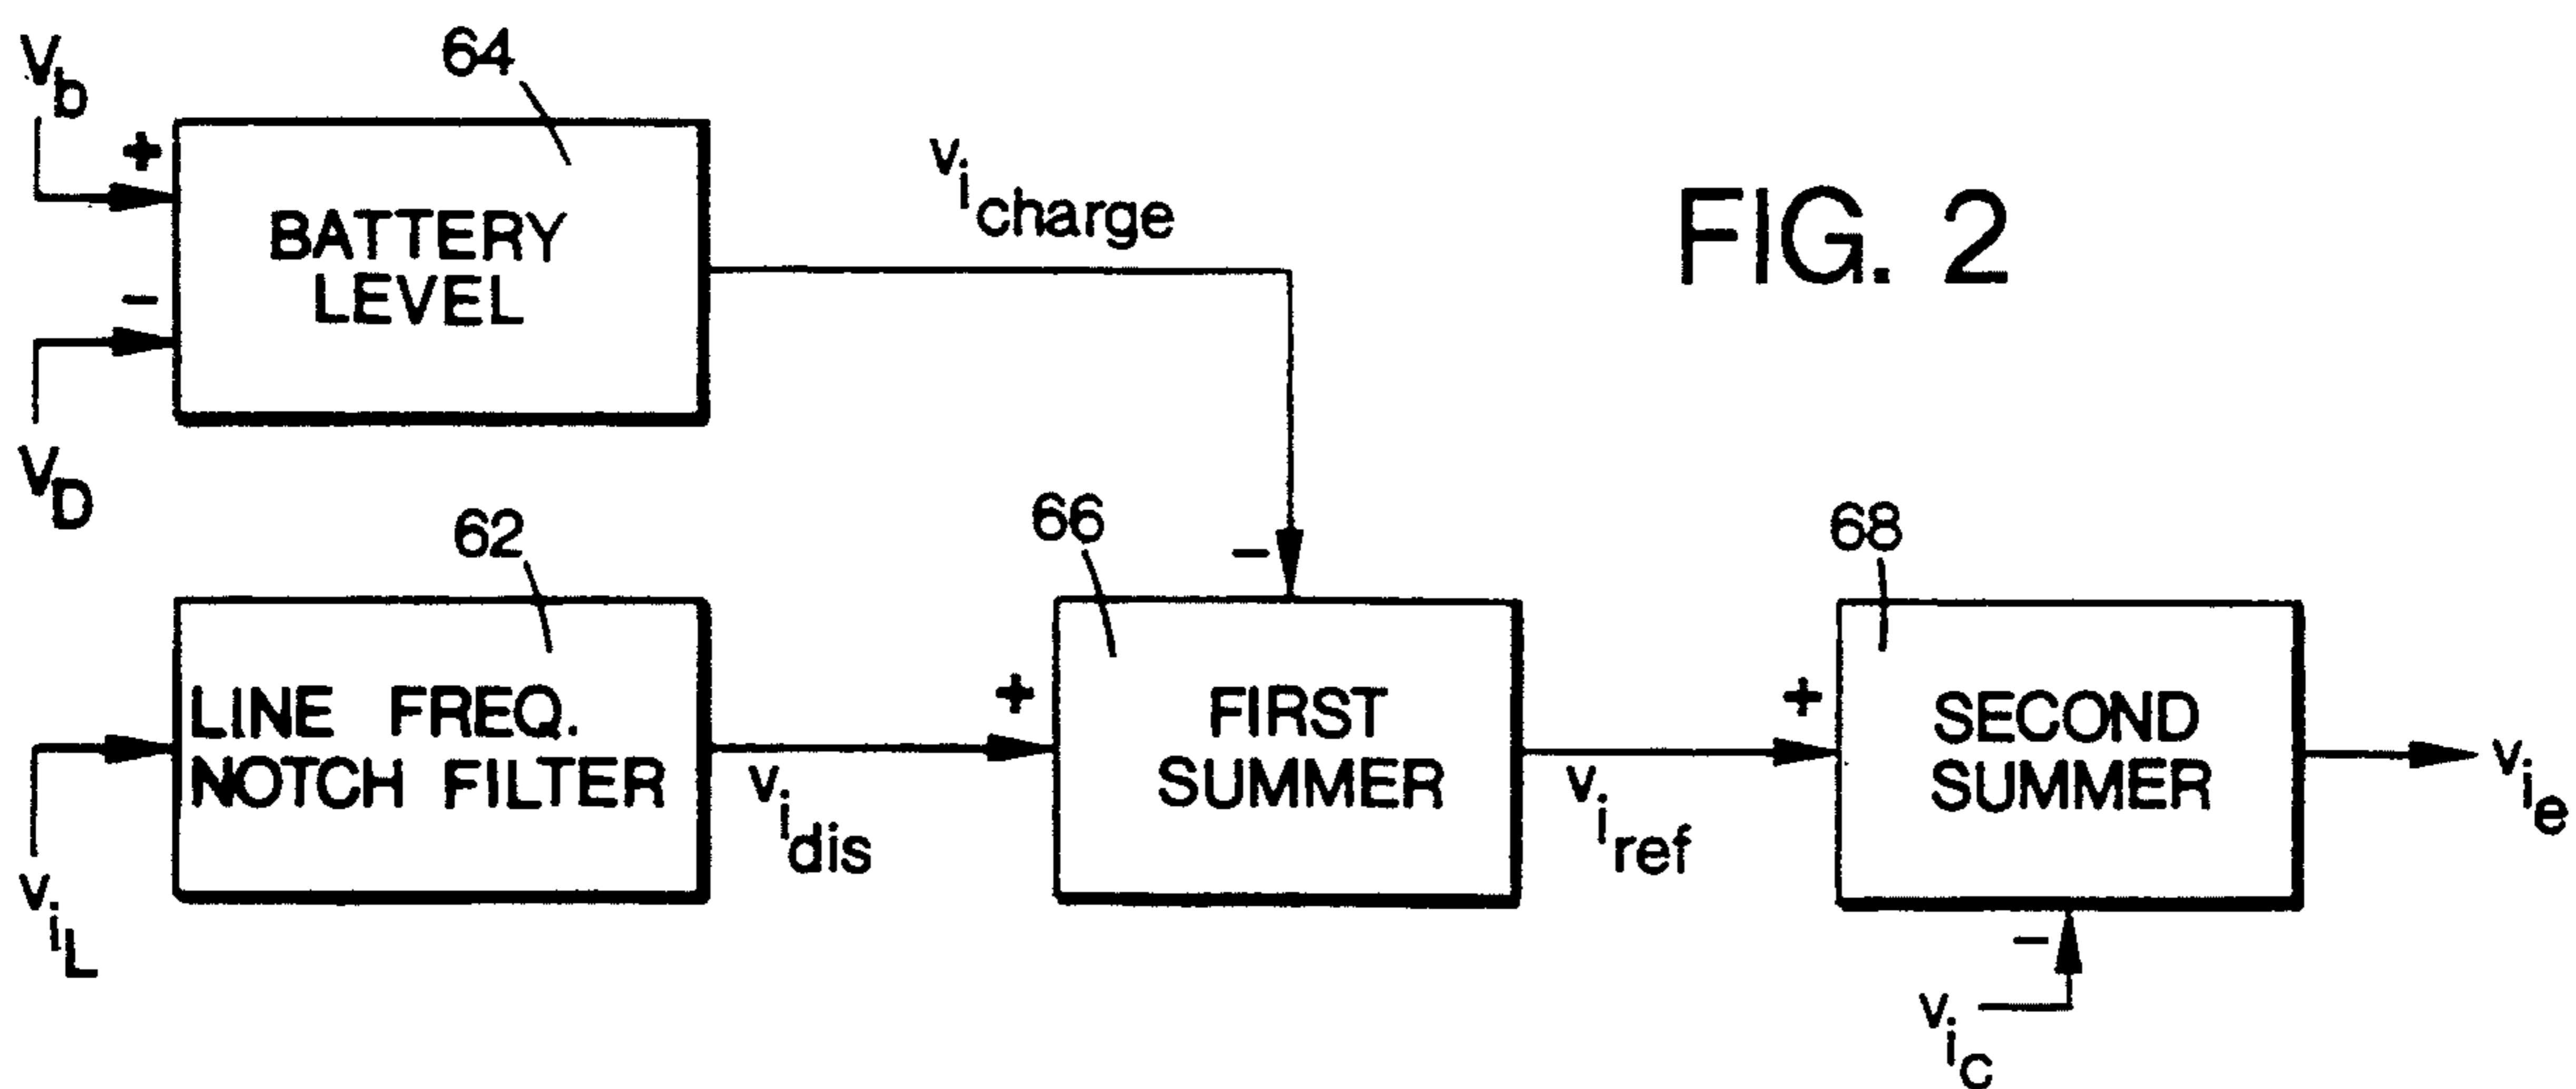 V_b
64
+
BATTERY
LEVEL
-
V_D
v_i_charge
FIG. 2
62
LINE FREQ.
NOTCH FILTER
v_i_L
v_i_dis
66
-
+
FIRST
SUMMER
v_i_ref
68
+
SECOND
SUMMER
-
v_i_c
v_i_e